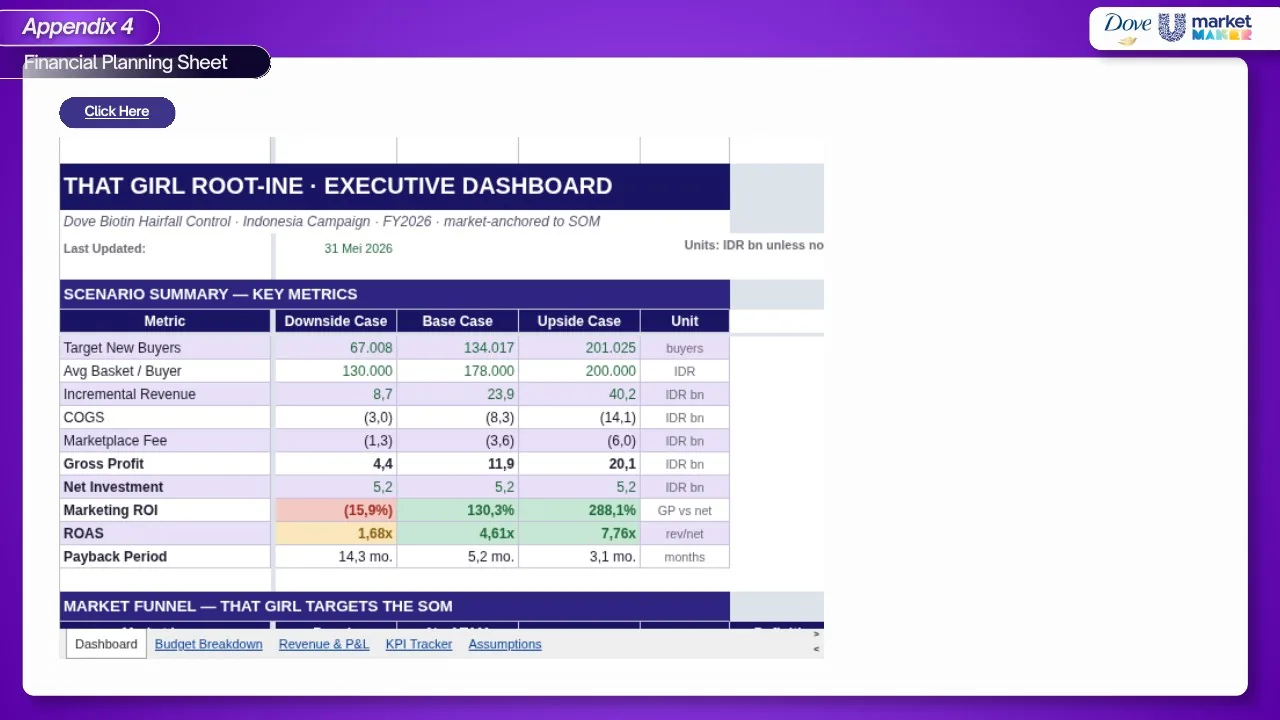 Appendix 4
Financial Planning Sheet
Dove
market
MAKER
Click Here
THAT GIRL ROOT-INE · EXECUTIVE DASHBOARD
Dove Biotin Hairfall Control · Indonesia Campaign · FY2026 · market-anchored to SOM
Last Updated: 31 Mei 2026 Units: IDR bn unless no
SCENARIO SUMMARY — KEY METRICS
Metric Downside Case Base Case Upside Case Unit
Target New Buyers 67.008 134.017 201.025 buyers
Avg Basket / Buyer 130.000 178.000 200.000 IDR
Incremental Revenue 8,7 23,9 40,2 IDR bn
COGS (3,0) (8,3) (14,1) IDR bn
Marketplace Fee (1,3) (3,6) (6,0) IDR bn
Gross Profit 4,4 11,9 20,1 IDR bn
Net Investment 5,2 5,2 5,2 IDR bn
Marketing ROI (15,9%) 130,3% 288,1% GP vs net
ROAS 1,68x 4,61x 7,76x rev/net
Payback Period 14,3 mo. 5,2 mo. 3,1 mo. months
MARKET FUNNEL — THAT GIRL TARGETS THE SOM
Dashboard Budget Breakdown Revenue & P&L KPI Tracker Assumptions